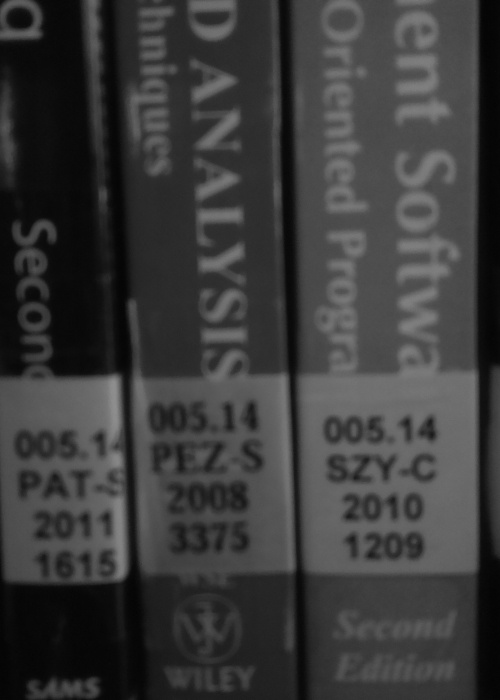 g
Second
005.14
PAT-S
2011
1615
SAMS
D ANALYSIS
chniques
005.14
PEZ-S
2008
3375
WILEY
ent Softwa
Oriented Progra
005.14
SZY-C
2010
1209
Second
Edition